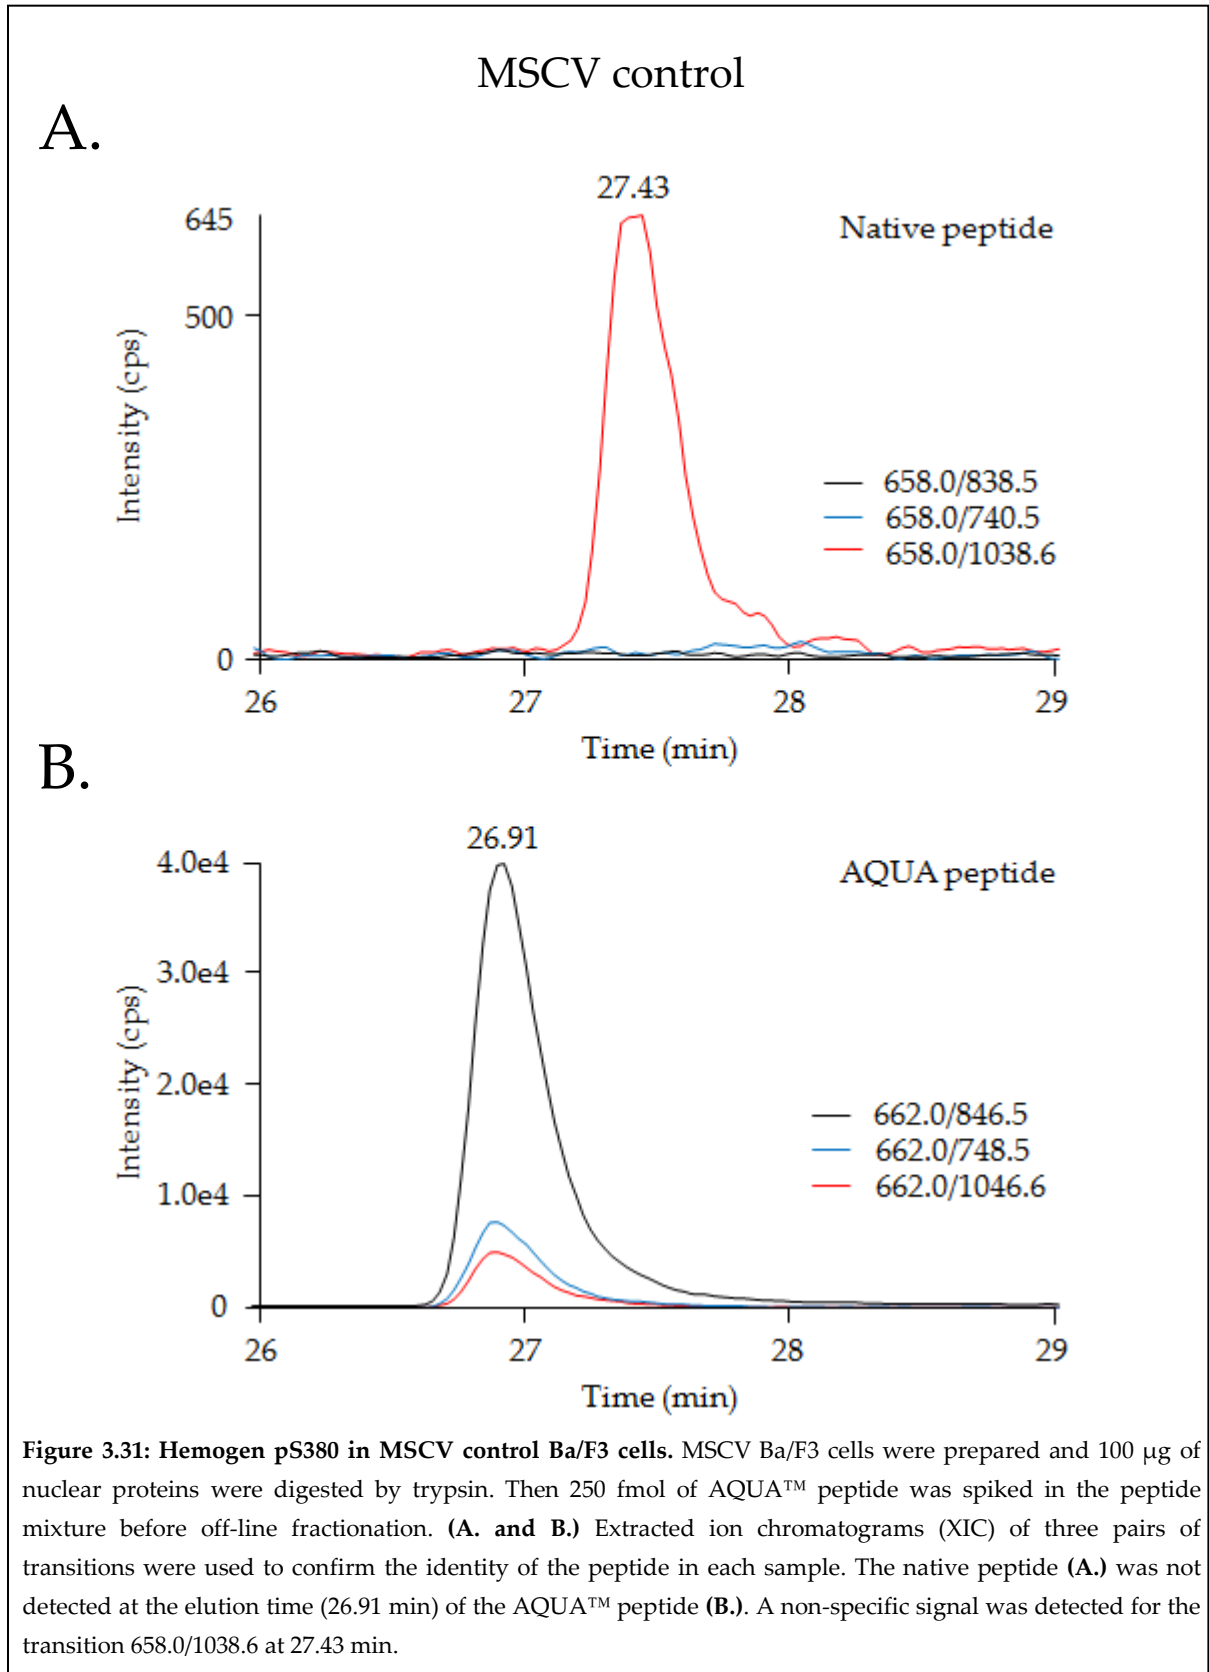 MSCV control
A.
27.43
645
Native peptide
500
Intensity (cps)
658.0/838.5
658.0/740.5
658.0/1038.6
0
26 27 28 29
Time (min)
B.
26.91
4.0e4
AQUA peptide
3.0e4
Intensity (cps)
2.0e4
662.0/846.5
662.0/748.5
662.0/1046.6
1.0e4
0
26 27 28 29
Time (min)
Figure 3.31: Hemogen pS380 in MSCV control Ba/F3 cells. MSCV Ba/F3 cells were prepared and 100 µg of
nuclear proteins were digested by trypsin. Then 250 fmol of AQUA™ peptide was spiked in the peptide
mixture before off-line fractionation. (A. and B.) Extracted ion chromatograms (XIC) of three pairs of
transitions were used to confirm the identity of the peptide in each sample. The native peptide (A.) was not
detected at the elution time (26.91 min) of the AQUA™ peptide (B.). A non-specific signal was detected for the
transition 658.0/1038.6 at 27.43 min.